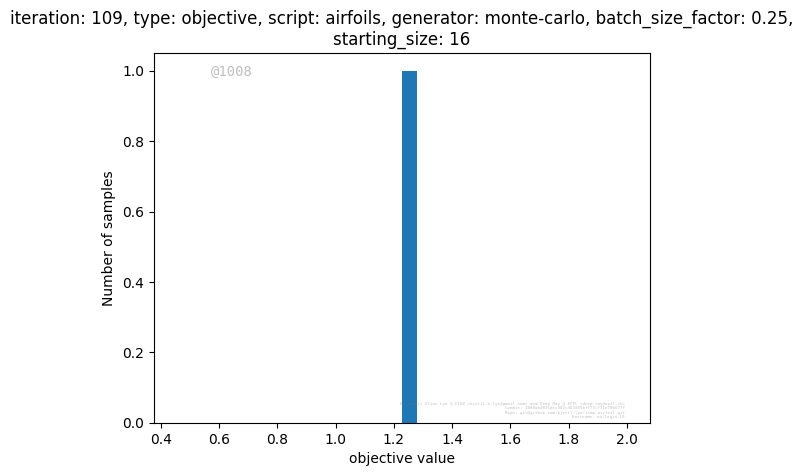 iteration: 109, type: objective, script: airfoils, generator: monte-carlo, batch_size_factor: 0.25,
starting_size: 16
@1008
1.0
0.8
0.6
0.4
0.2
0.0
Number of samples
0.4 0.6 0.8 1.0 1.2 1.4 1.6 1.8 2.0
objective value